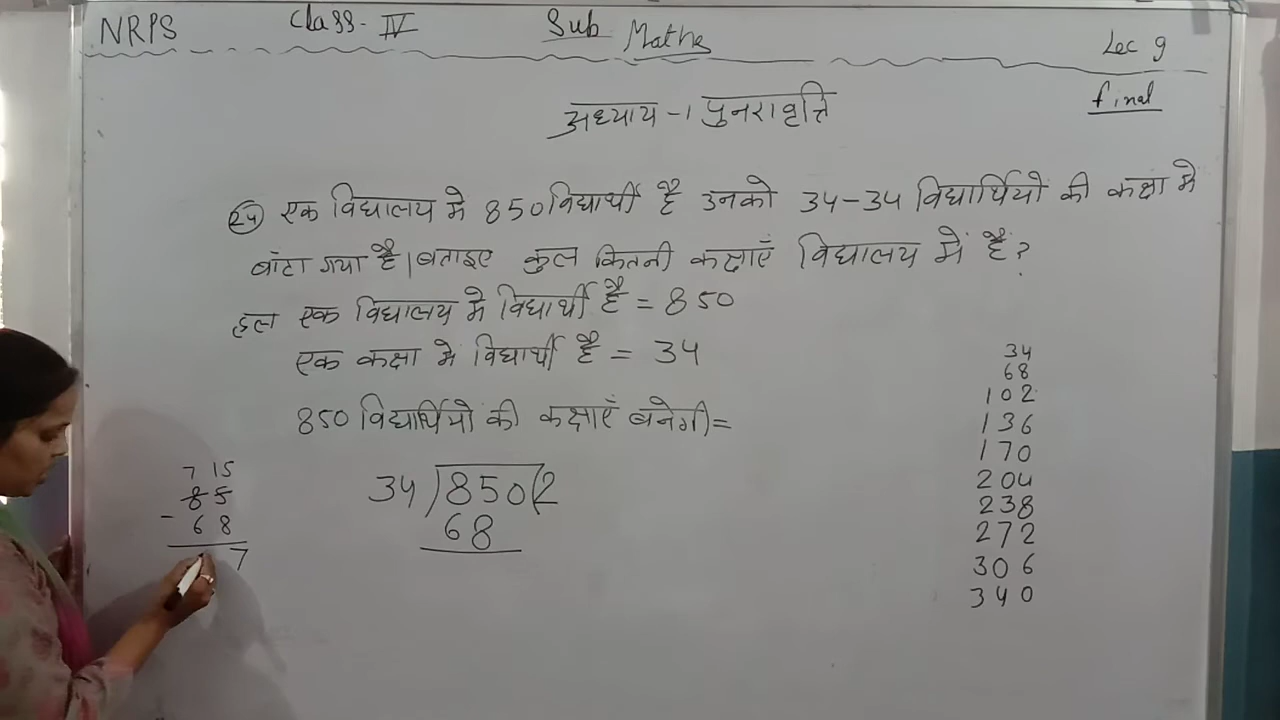 NRPS Class- IV Sub Maths Lec 9
final
अध्याय -1 पुनरावृत्ति
24 एक विद्यालय मे 850 विद्यार्थी है उनको 34-34 विद्यार्थियो की कक्षा मे
बांटा गया है। बताइए कुल कितनी कक्षाएँ विद्यालय में हैं?
हल एक विद्यालय मे विद्यार्थी है = 850
एक कक्षा मे विद्यार्थी है = 34
850 विद्यार्थियो की कक्षाएँ बनेगी=
7 15
85
- 68
7
34)850(2
68
34
68
102
136
170
204
238
272
306
340